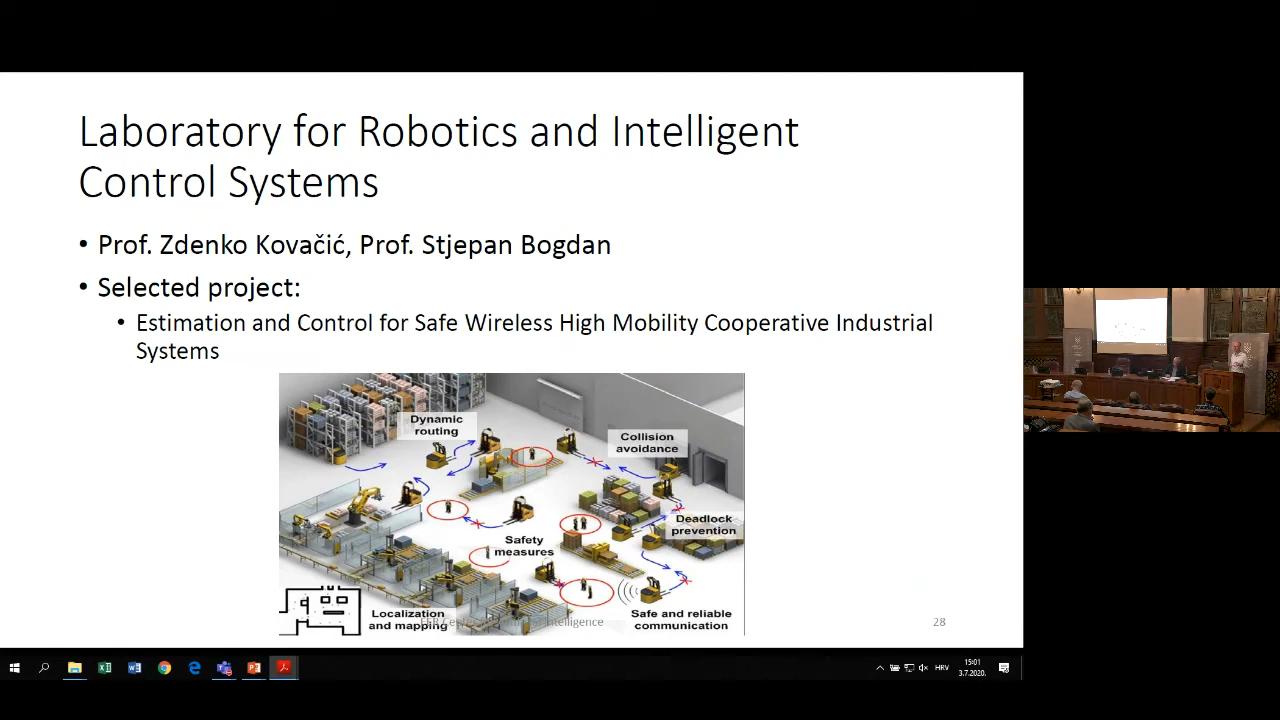 Laboratory for Robotics and Intelligent
Control Systems
• Prof. Zdenko Kovačić, Prof. Stjepan Bogdan
• Selected project:
• Estimation and Control for Safe Wireless High Mobility Cooperative Industrial
Systems
Dynamic
routing
Collision
avoidance
Deadlock
prevention
Safety
measures
Localization
and mapping
Safe and reliable
communication
28
HRV
15:01
3.7.2020.